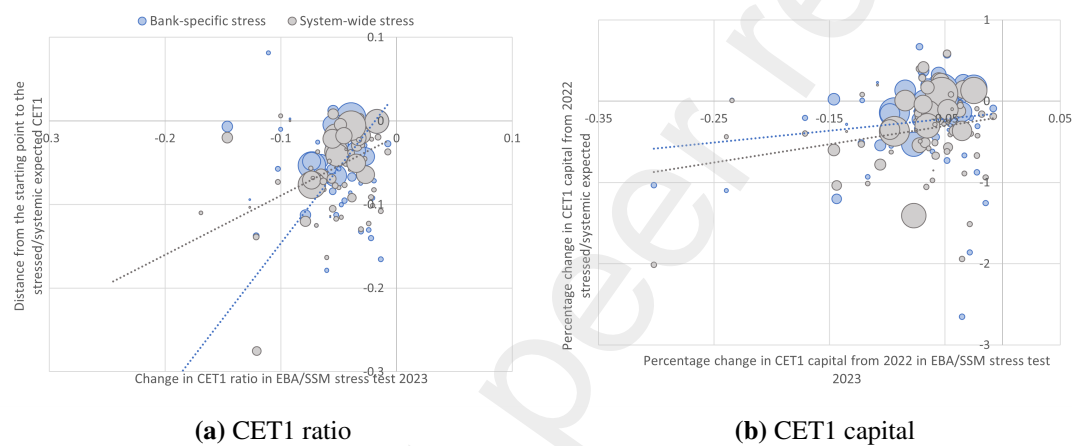 Bank-specific stress
System-wide stress
Distance from the starting point to the
stressed/systemic expected CET1
0.1
0
-0.1
-0.2
-0.3
-0.3
-0.2
-0.1
0
0.1
Change in CET1 ratio in EBA/SSM stress test 2023
(a) CET1 ratio
Percentage change in CET1 capital from 2022
stressed/systemic expected
1
0
-1
-2
-3
-0.35
-0.25
-0.15
-0.05
0.05
Percentage change in CET1 capital from 2022 in EBA/SSM stress test
2023
(b) CET1 capital
peer re